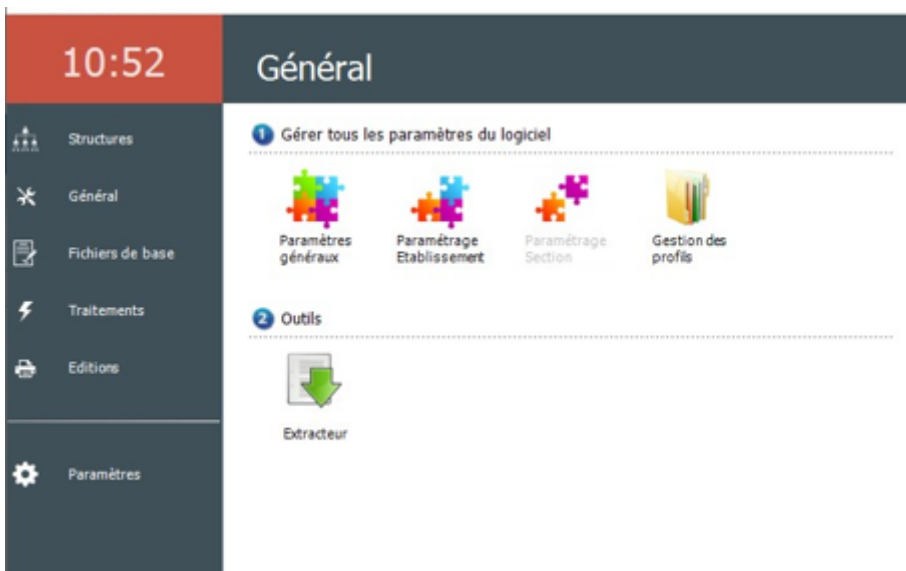 10:52
Général
Structures
Général
Fichiers de base
Traitements
Editions
Paramètres
1 Gérer tous les paramètres du logiciel
Paramètres
généraux
Paramétrage
Etablissement
Paramétrage
Section
Gestion des
profils
2 Outils
Extracteur